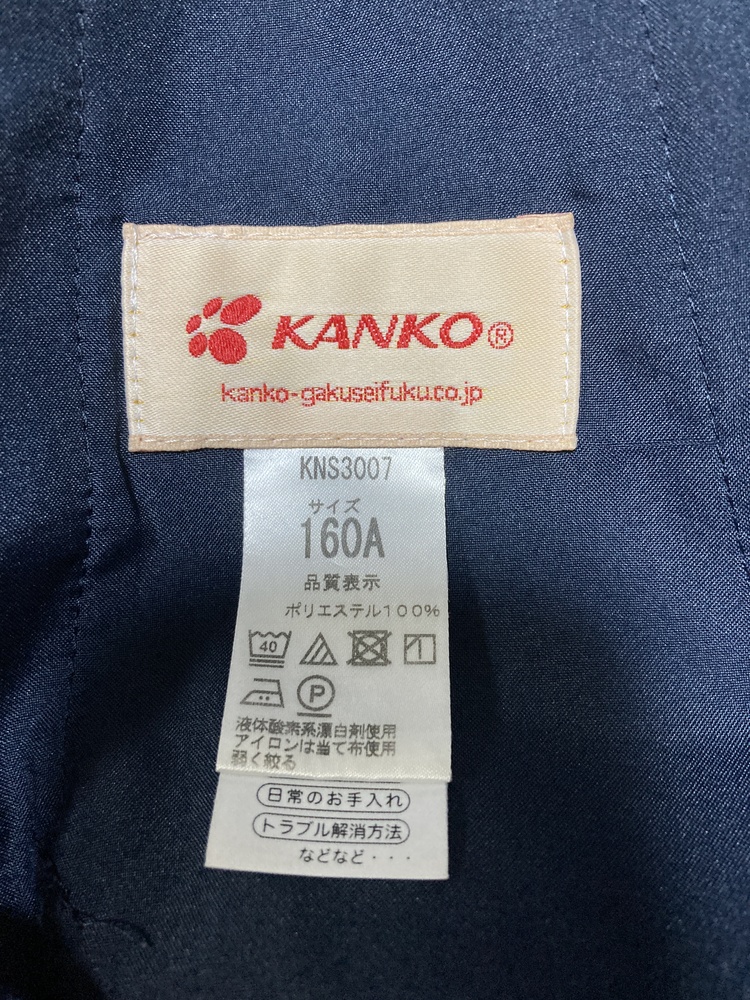 KANKO®
kanko-gakuseifuku.co.jp
KNS3007
サイズ
160A
品質表示
ポリエステル100%
40
P
液体酸素系漂白剤使用
アイロンは当て布使用
弱く絞る
日常のお手入れ
トラブル解消方法
などなど・・・